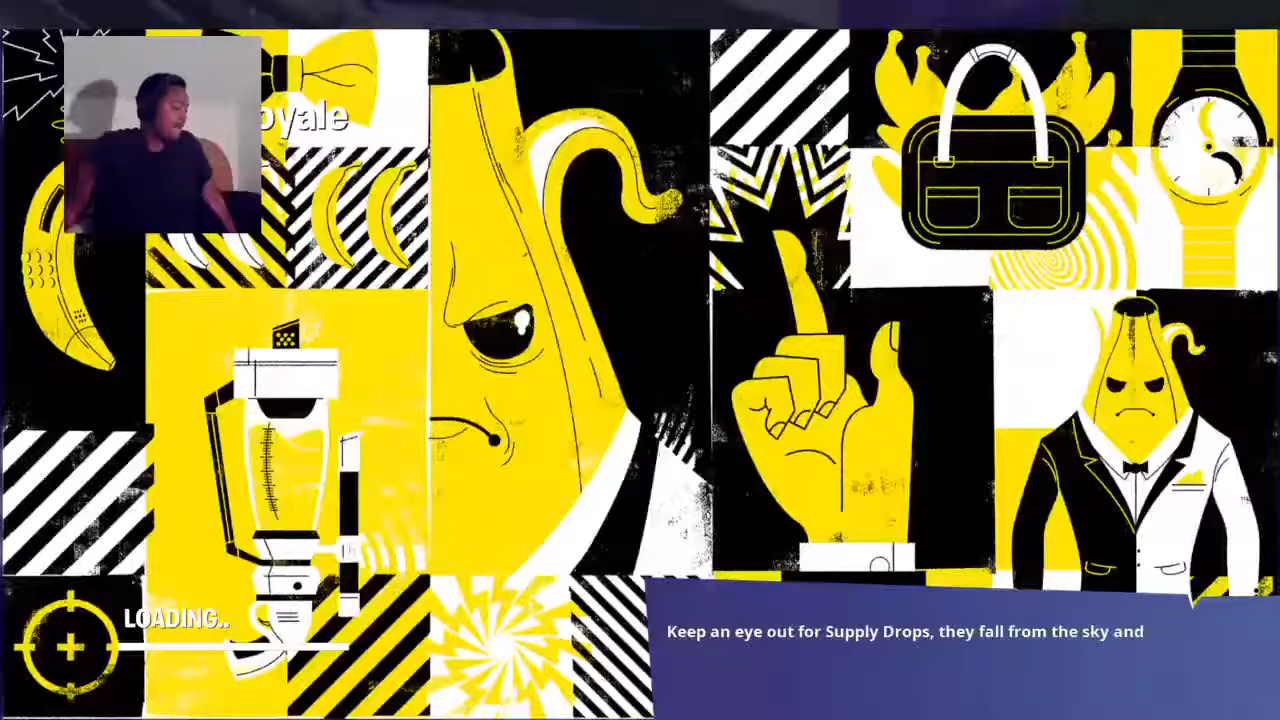 oyale
LOADING..
Keep an eye out for Supply Drops, they fall from the sky and